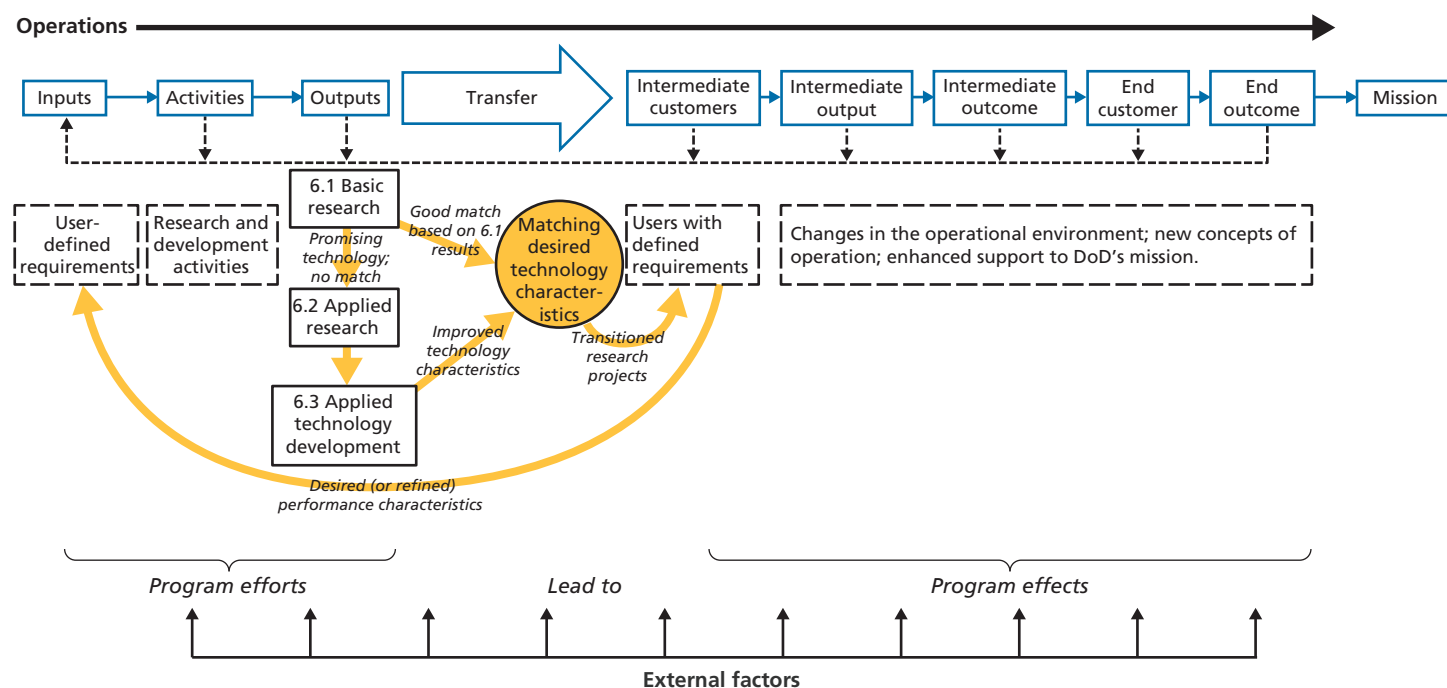 Operations
Inputs
Activities
Outputs
Transfer
Intermediate
customers
Intermediate
output
Intermediate
outcome
End
customer
End
outcome
Mission
User-
defined
requirements
Research and
development
activities
6.1 Basic
research
Good match
based on 6.1
results
Promising
technology;
no match
6.2 Applied
research
6.3 Applied
technology
development
Improved
technology
characteristics
Matching
desired
technology
character-
istics
Transitioned
research
projects
Users with
defined
requirements
Changes in the operational environment; new concepts of
operation; enhanced support to DoD’s mission.
Desired (or refined)
performance characteristics
Program efforts
Lead to
Program effects
External factors